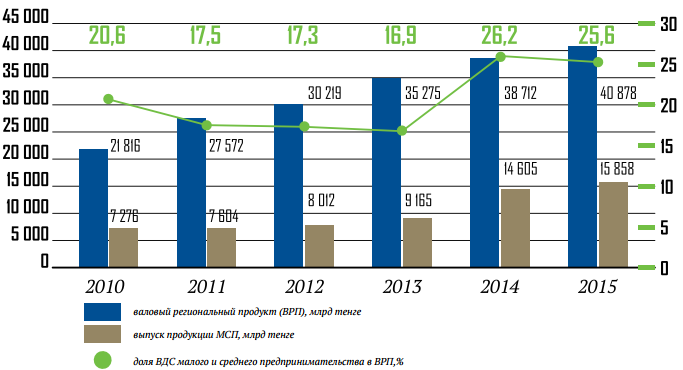 45 000
40 000
35 000
30 000
25 000
20 000
15 000
10 000
5 000
0
20,6 17,5 17,3 16,9 26,2 25,6
30
25
20
15
10
5
0
21 816 27 572 30 219 35 275 38 712 40 878
7 276 7 604 8 012 9 165 14 605 15 858
2010 2011 2012 2013 2014 2015
валовый региональный продукт (ВРП), млрд тенге
выпуск продукции МСП, млрд тенге
доля ВДС малого и среднего предпринимательства в ВРП,%